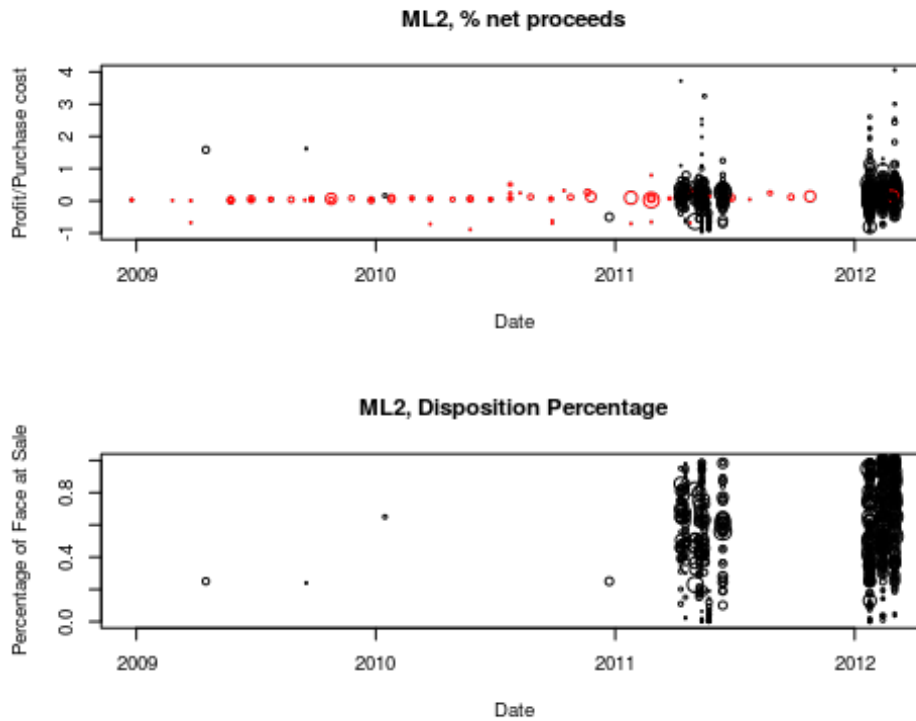 ML2, % net proceeds
Profit/Purchase cost
4
3
2
1
0
-1
2009 2010 2011 2012
Date
ML2, Disposition Percentage
Percentage of Face at Sale
0.8
0.4
0.0
2009 2010 2011 2012
Date